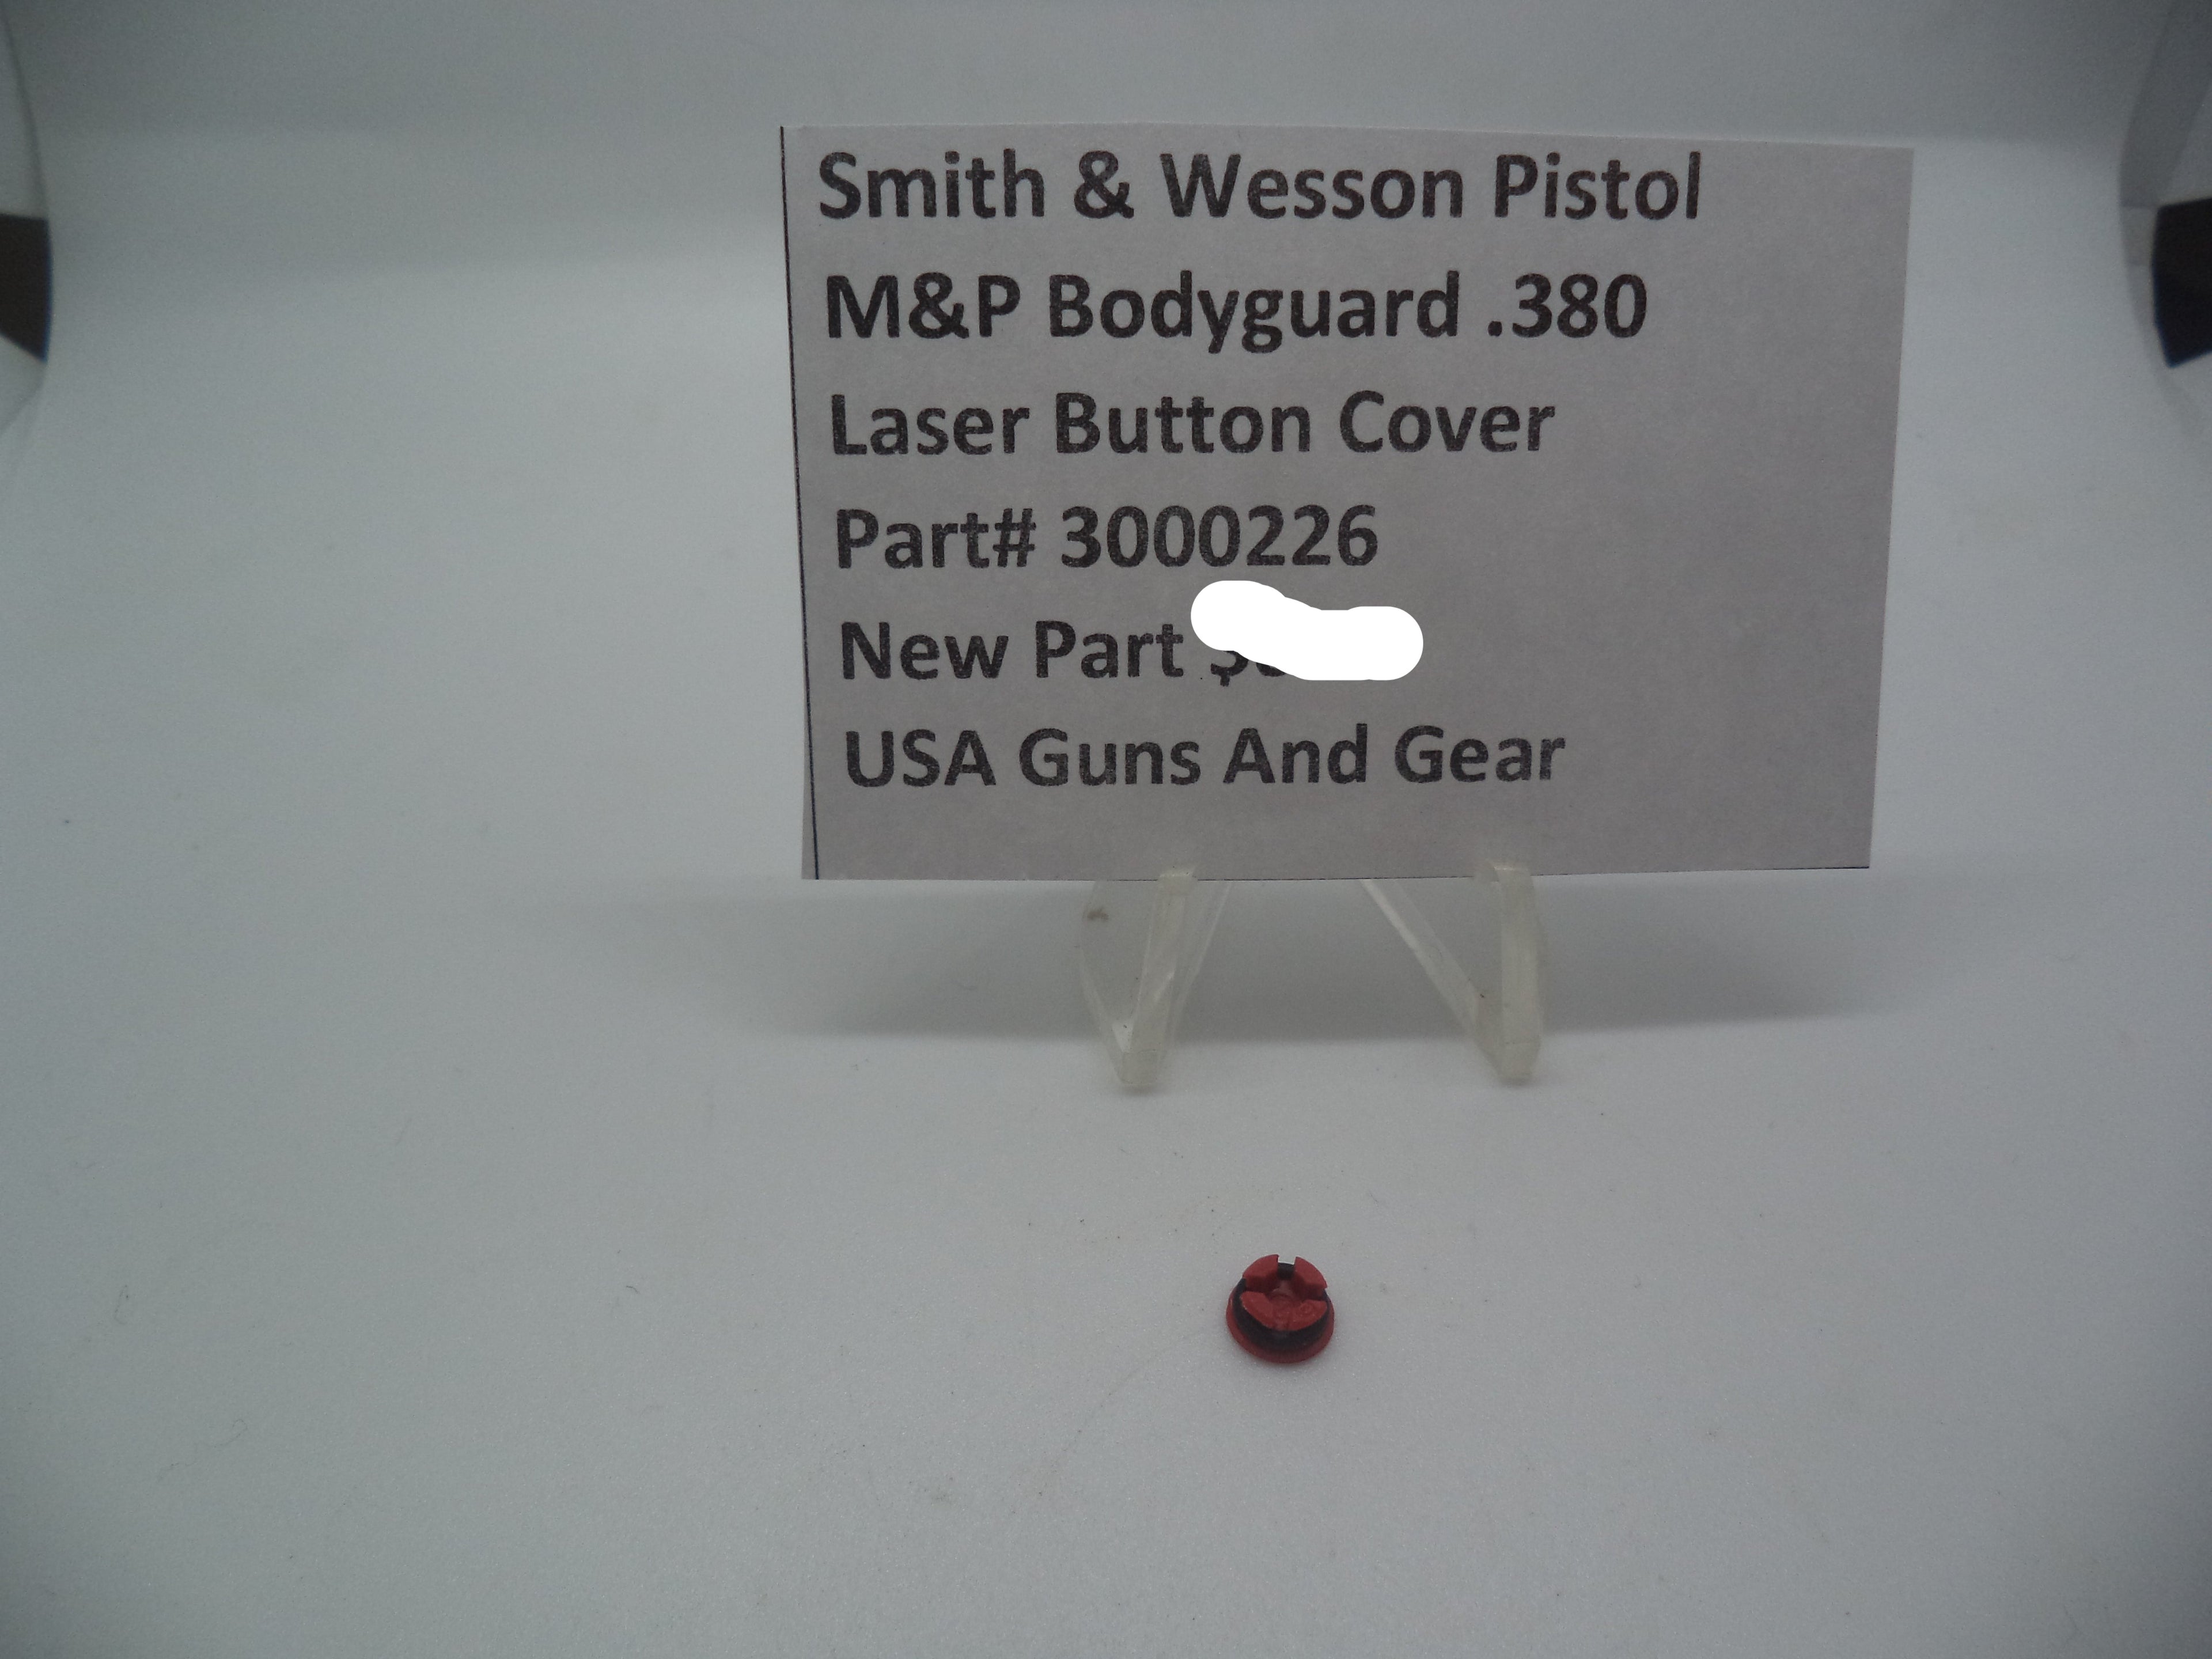 Smith & Wesson Pistol
M&P Bodyguard .380
Laser Button Cover
Part# 3000226
New Part $
USA Guns And Gear